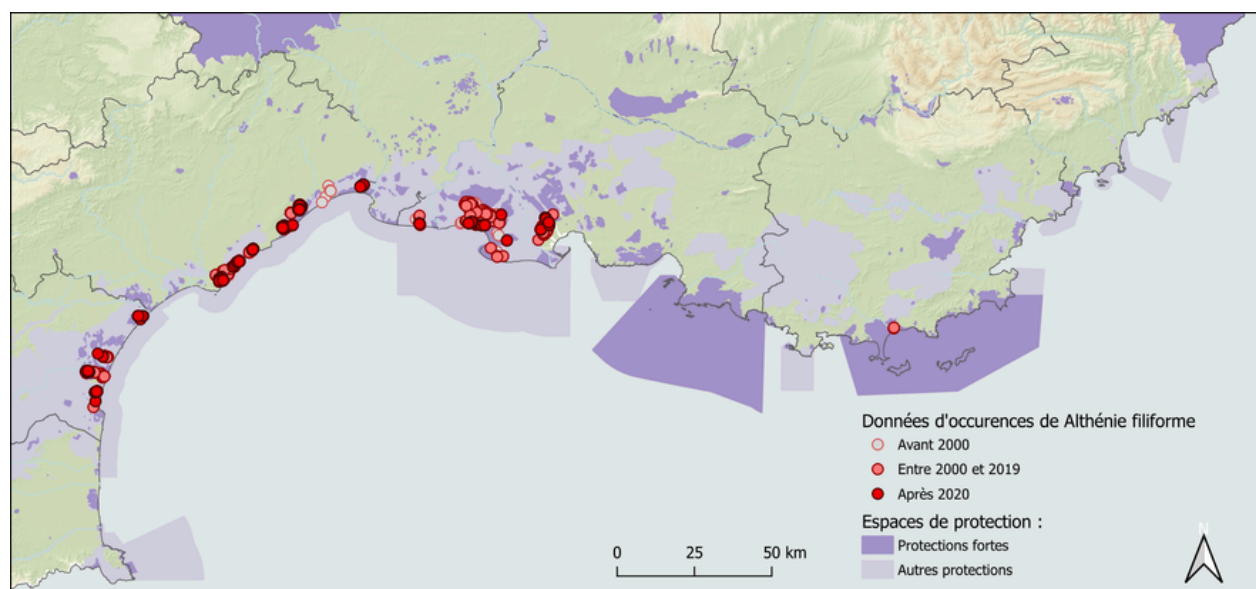 Données d'occurences de Althénie filiforme
Avant 2000
Entre 2000 et 2019
Après 2020
Espaces de protection :
Protections fortes
Autres protections
0 25 50 km
N